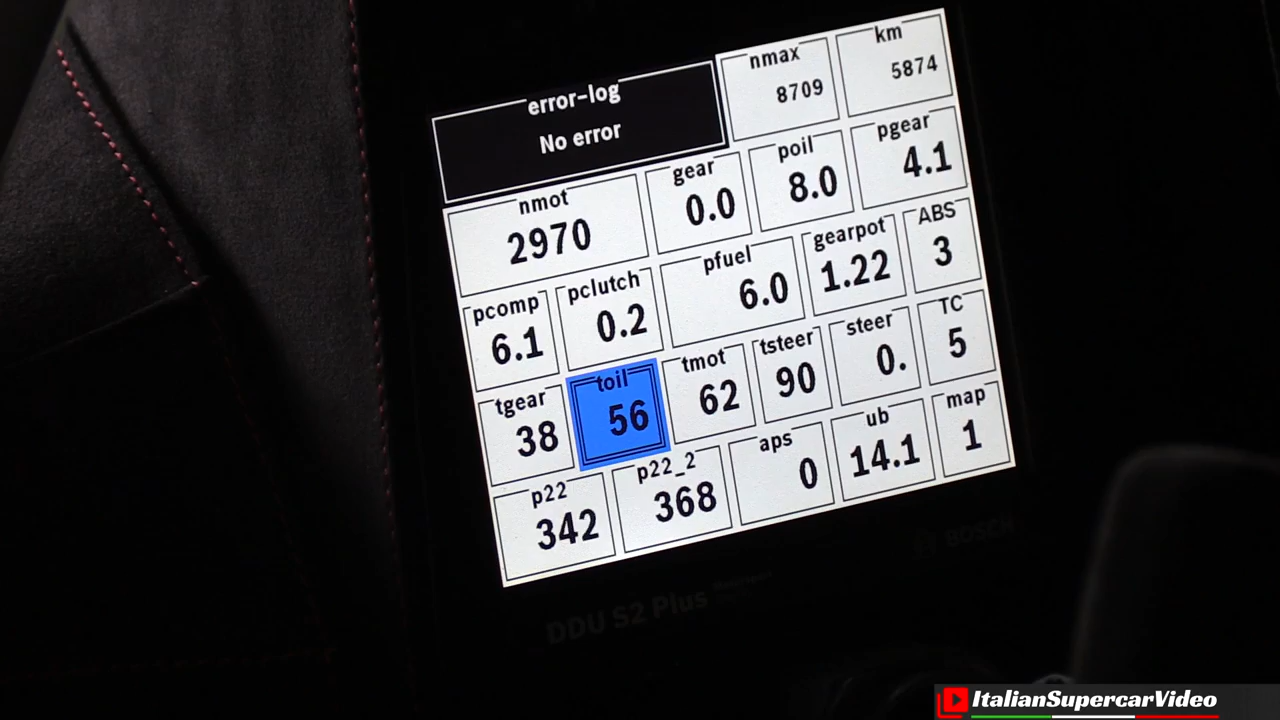 error-log
No error
nmax
8709
km
5874
nmot
2970
gear
0.0
poil
8.0
pgear
4.1
pcomp
6.1
pclutch
0.2
pfuel
6.0
gearpot
1.22
ABS
3
tgear
38
toil
56
tmot
62
tsteer
90
steer
0.
TC
5
p22
342
p22_2
368
aps
0
ub
14.1
map
1
BOSCH
DDU S2 Plus
ItalianSupercarVideo